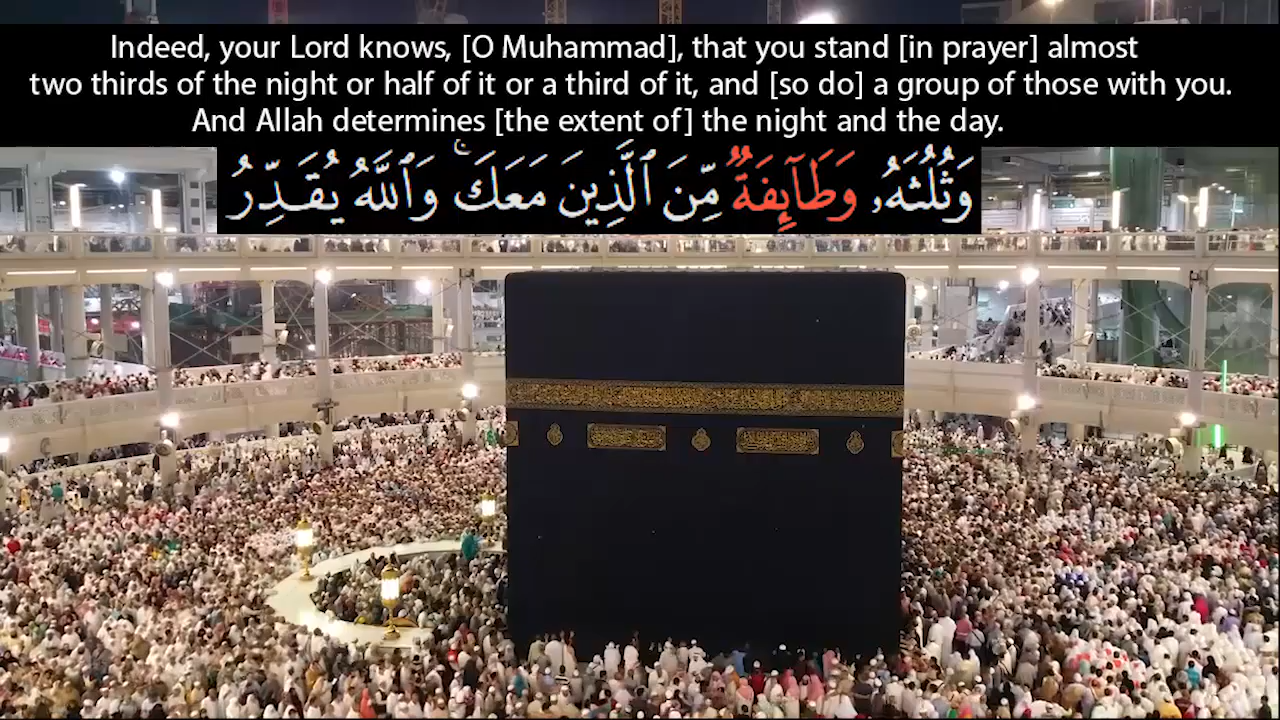 Indeed, your Lord knows, [O Muhammad], that you stand [in prayer] almost
two thirds of the night or half of it or a third of it, and [so do] a group of those with you.
And Allah determines [the extent of] the night and the day.
وَثُلُثَهُۥ وَطَآئِفَةٌ مِّنَ ٱلَّذِينَ مَعَكَ ۚ وَٱللَّهُ يُقَدِّرُ